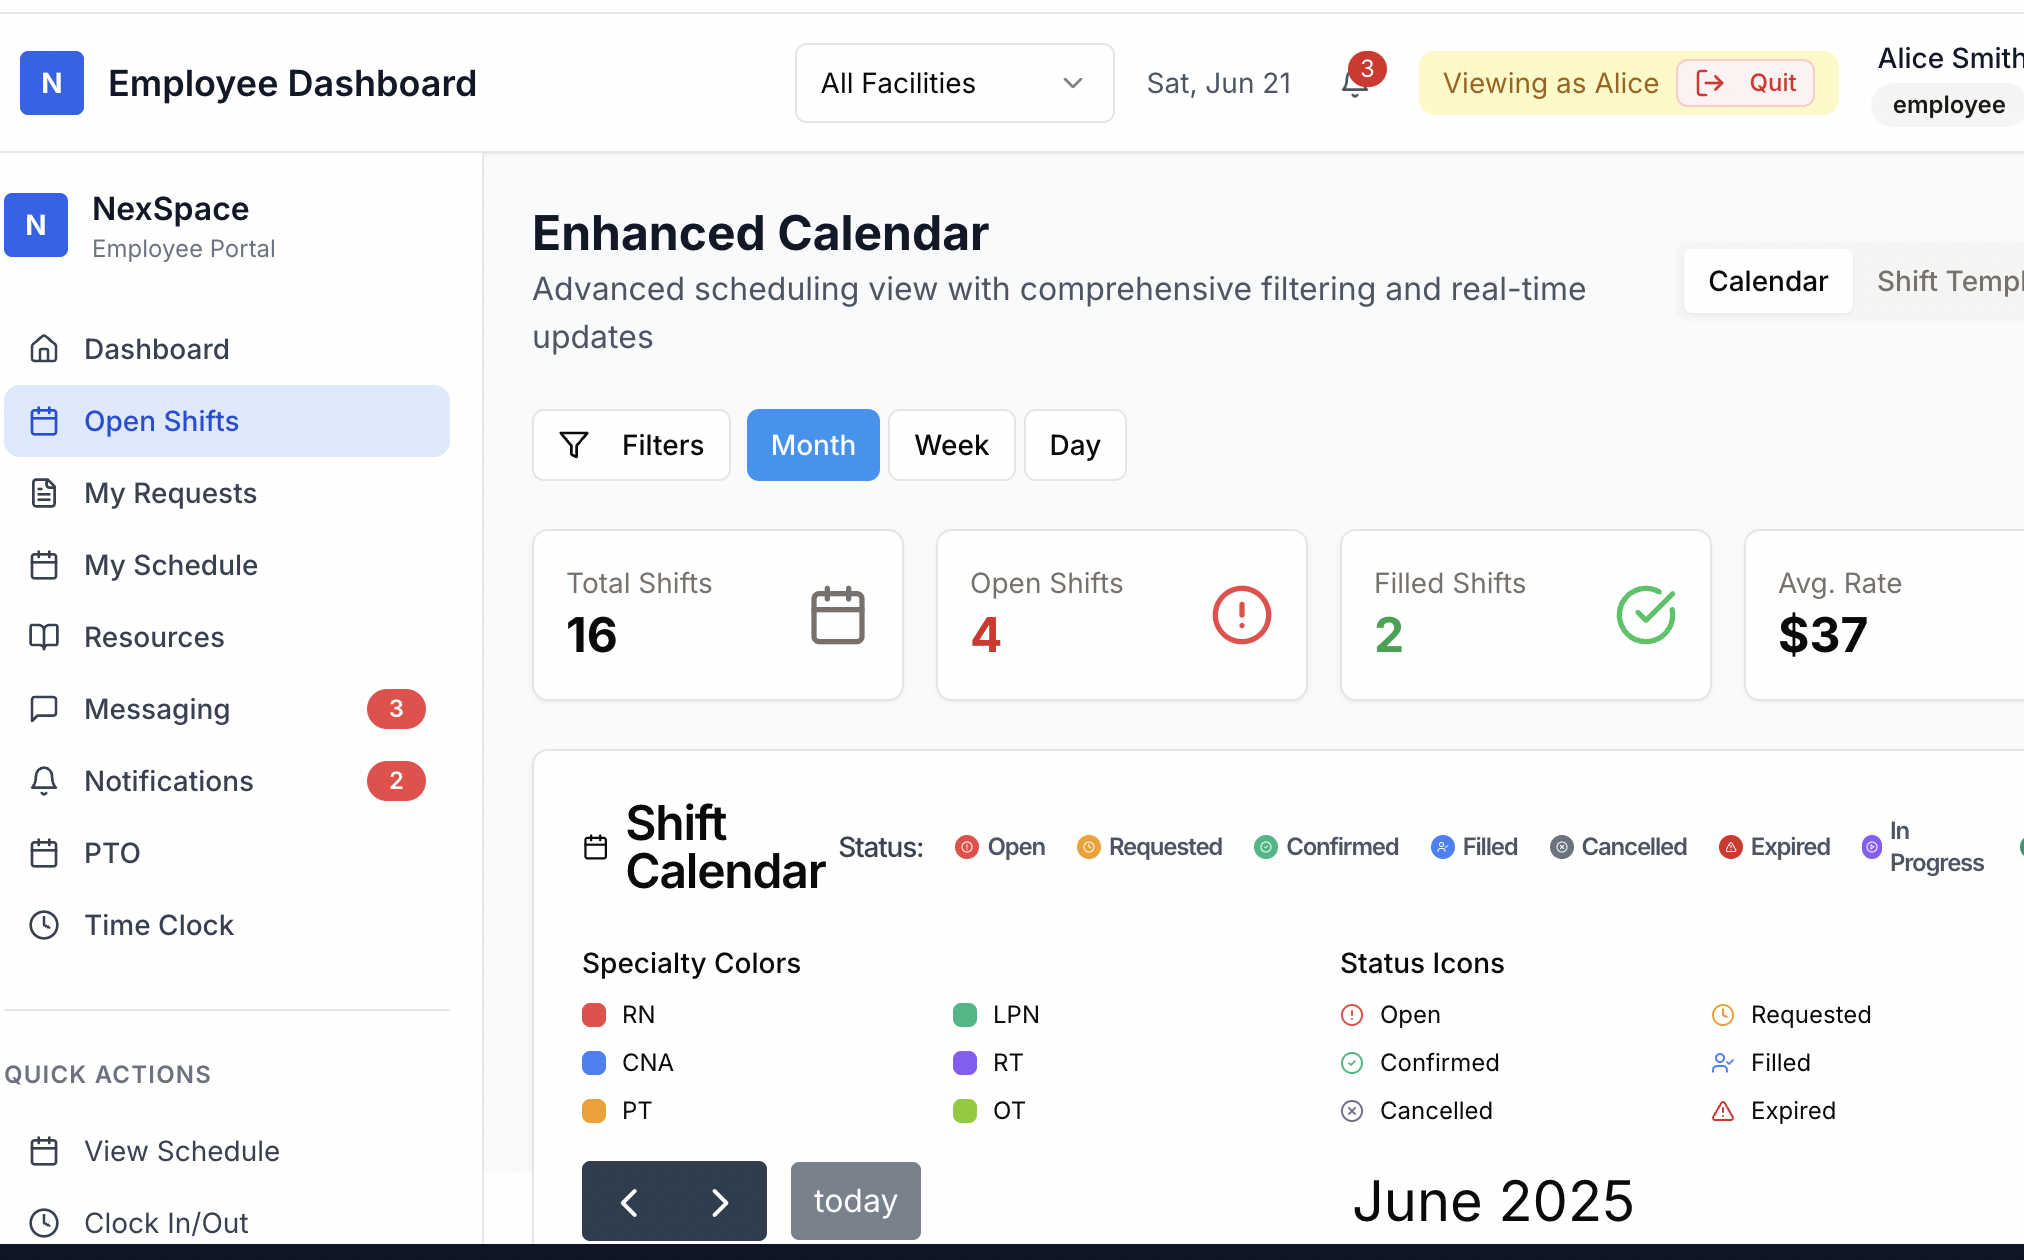 N
Employee Dashboard
All Facilities
Sat, Jun 21
3
Viewing as Alice
Quit
Alice Smith
employee
N
NexSpace
Employee Portal
Dashboard
Open Shifts
My Requests
My Schedule
Resources
Messaging
3
Notifications
2
PTO
Time Clock
QUICK ACTIONS
View Schedule
Clock In/Out
Enhanced Calendar
Advanced scheduling view with comprehensive filtering and real-time
updates
Calendar
Shift Templ
Filters
Month
Week
Day
Total Shifts
16
Open Shifts
4
Filled Shifts
2
Avg. Rate
$37
Shift
Calendar
Status:
Open
Requested
Confirmed
Filled
Cancelled
Expired
In
Progress
Specialty Colors
RN
LPN
CNA
RT
PT
OT
Status Icons
Open
Requested
Confirmed
Filled
Cancelled
Expired
today
June 2025